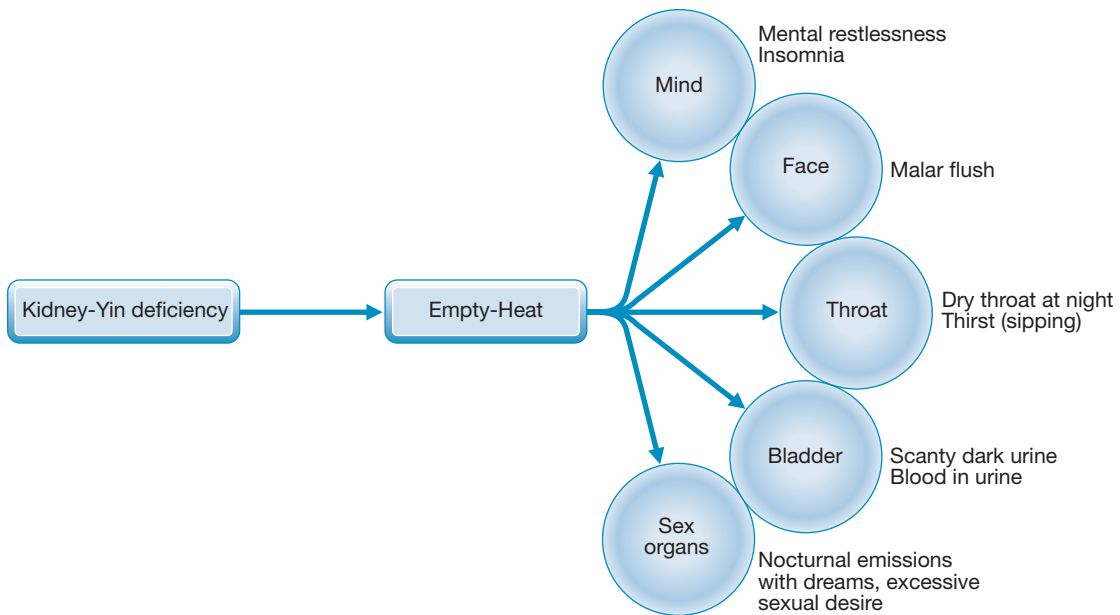 Mental restlessness
Insomnia
Mind
Face
Malar flush
Kidney-Yin deficiency
Empty-Heat
Throat
Dry throat at night
Thirst (sipping)
Bladder
Scanty dark urine
Blood in urine
Sex
organs
Nocturnal emissions
with dreams, excessive
sexual desire